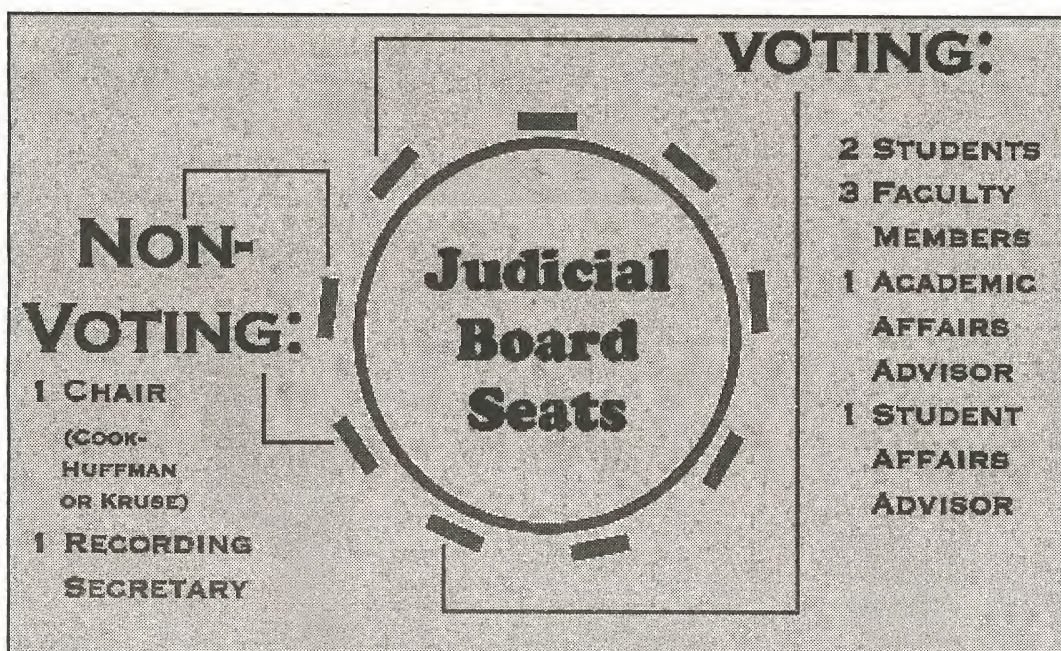 VOTING:
2 STUDENTS
3 FACULTY
MEMBERS
1 ACADEMIC
AFFAIRS
ADVISOR
1 STUDENT
AFFAIRS
ADVISOR
NON-
VOTING:
1 CHAIR
(COOK-
HUFFMAN
OR KRUSE)
1 RECORDING
SECRETARY
Judicial
Board
Seats